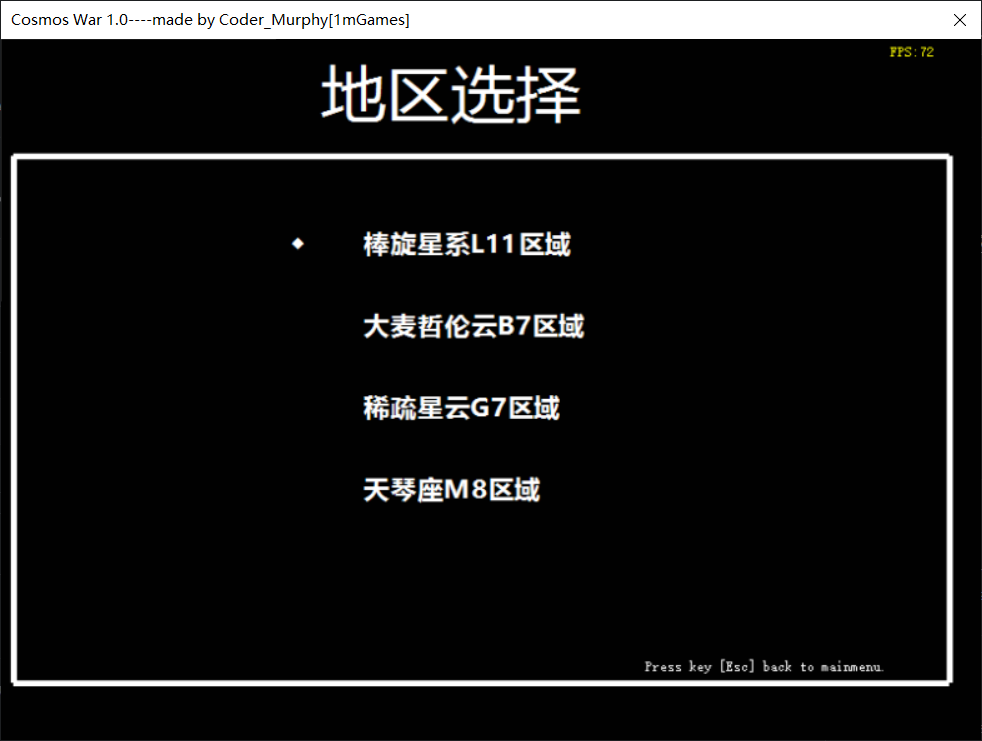 Cosmos War 1.0----made by Coder_Murphy[1mGames]
FPS:72
地区选择
棒旋星系L11区域
大麦哲伦云B7区域
稀疏星云G7区域
天琴座M8区域
Press key [Esc] back to mainmenu.